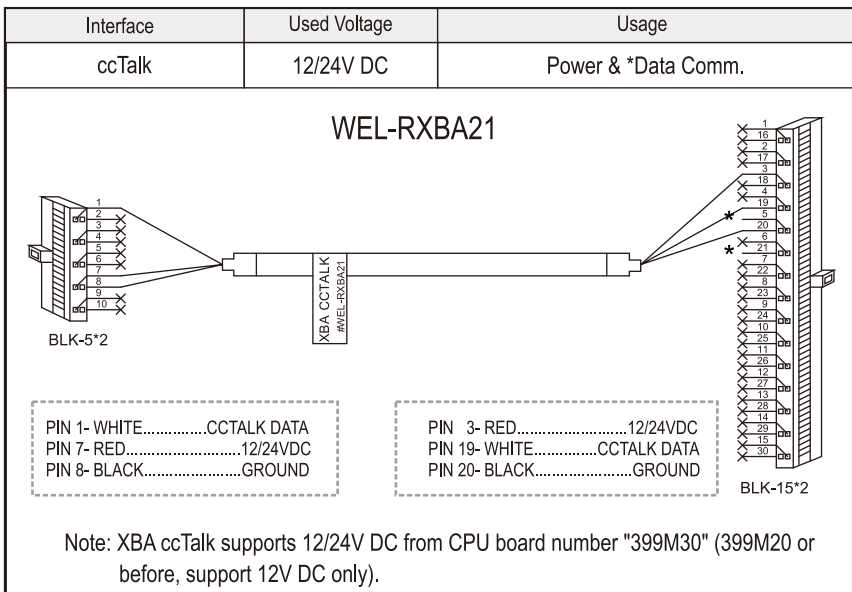 Interface Used Voltage Usage
ccTalk 12/24V DC Power & *Data Comm.
WEL-RXBA21
1
2
3
4
5
6
7
8
9
10
BLK-5*2
XBA CCTALK
#WEL-RXBA21
1
16
2
17
3
18
4
19
*
5
20
6
*
21
7
22
8
23
9
24
10
25
11
26
12
27
13
28
14
29
15
30
BLK-15*2
PIN 1- WHITE..............CCTALK DATA
PIN 7- RED.........................12/24VDC
PIN 8- BLACK......................GROUND
PIN 3- RED........................12/24VDC
PIN 19- WHITE..............CCTALK DATA
PIN 20- BLACK......................GROUND
Note: XBA ccTalk supports 12/24V DC from CPU board number "399M30" (399M20 or
before, support 12V DC only).